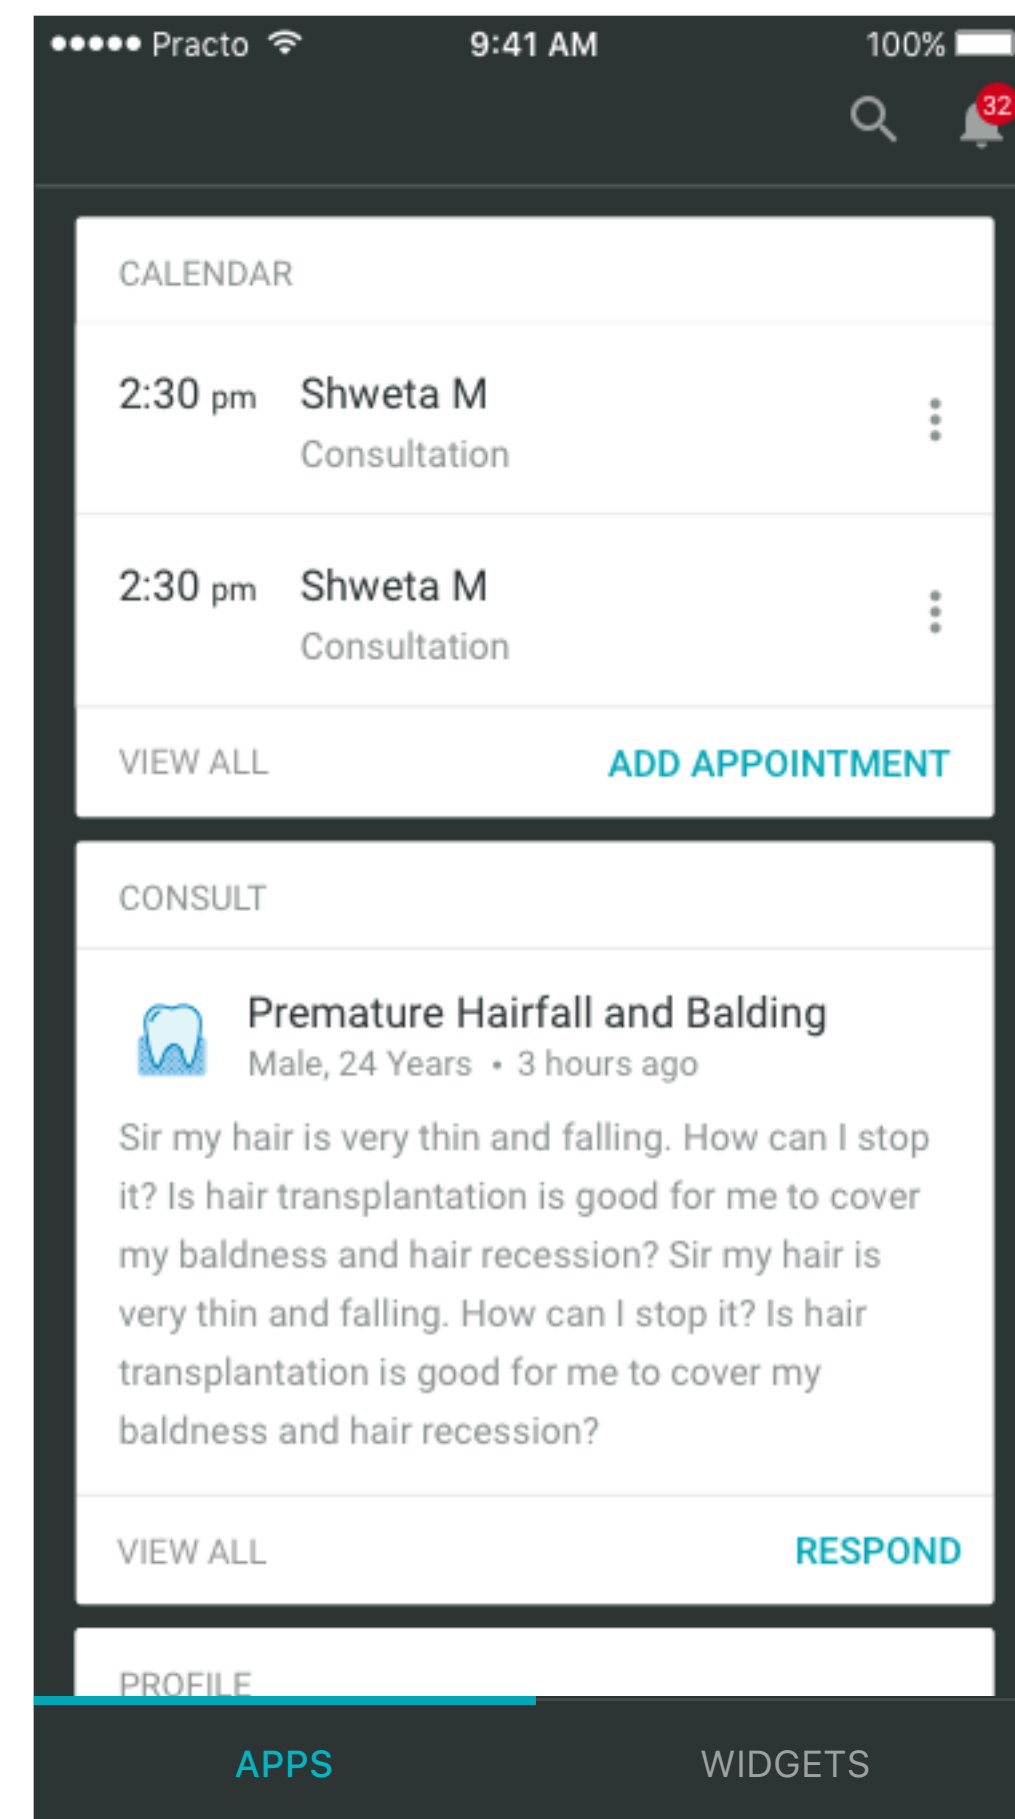 Practo 9:41 AM 100%
32
CALENDAR
2:30 pm Shweta M
Consultation
2:30 pm Shweta M
Consultation
VIEW ALL ADD APPOINTMENT
CONSULT
Premature Hairfall and Balding
Male, 24 Years • 3 hours ago
Sir my hair is very thin and falling. How can I stop
it? Is hair transplantation is good for me to cover
my baldness and hair recession? Sir my hair is
very thin and falling. How can I stop it? Is hair
transplantation is good for me to cover my
baldness and hair recession?
VIEW ALL RESPOND
PROFILE
APPS WIDGETS